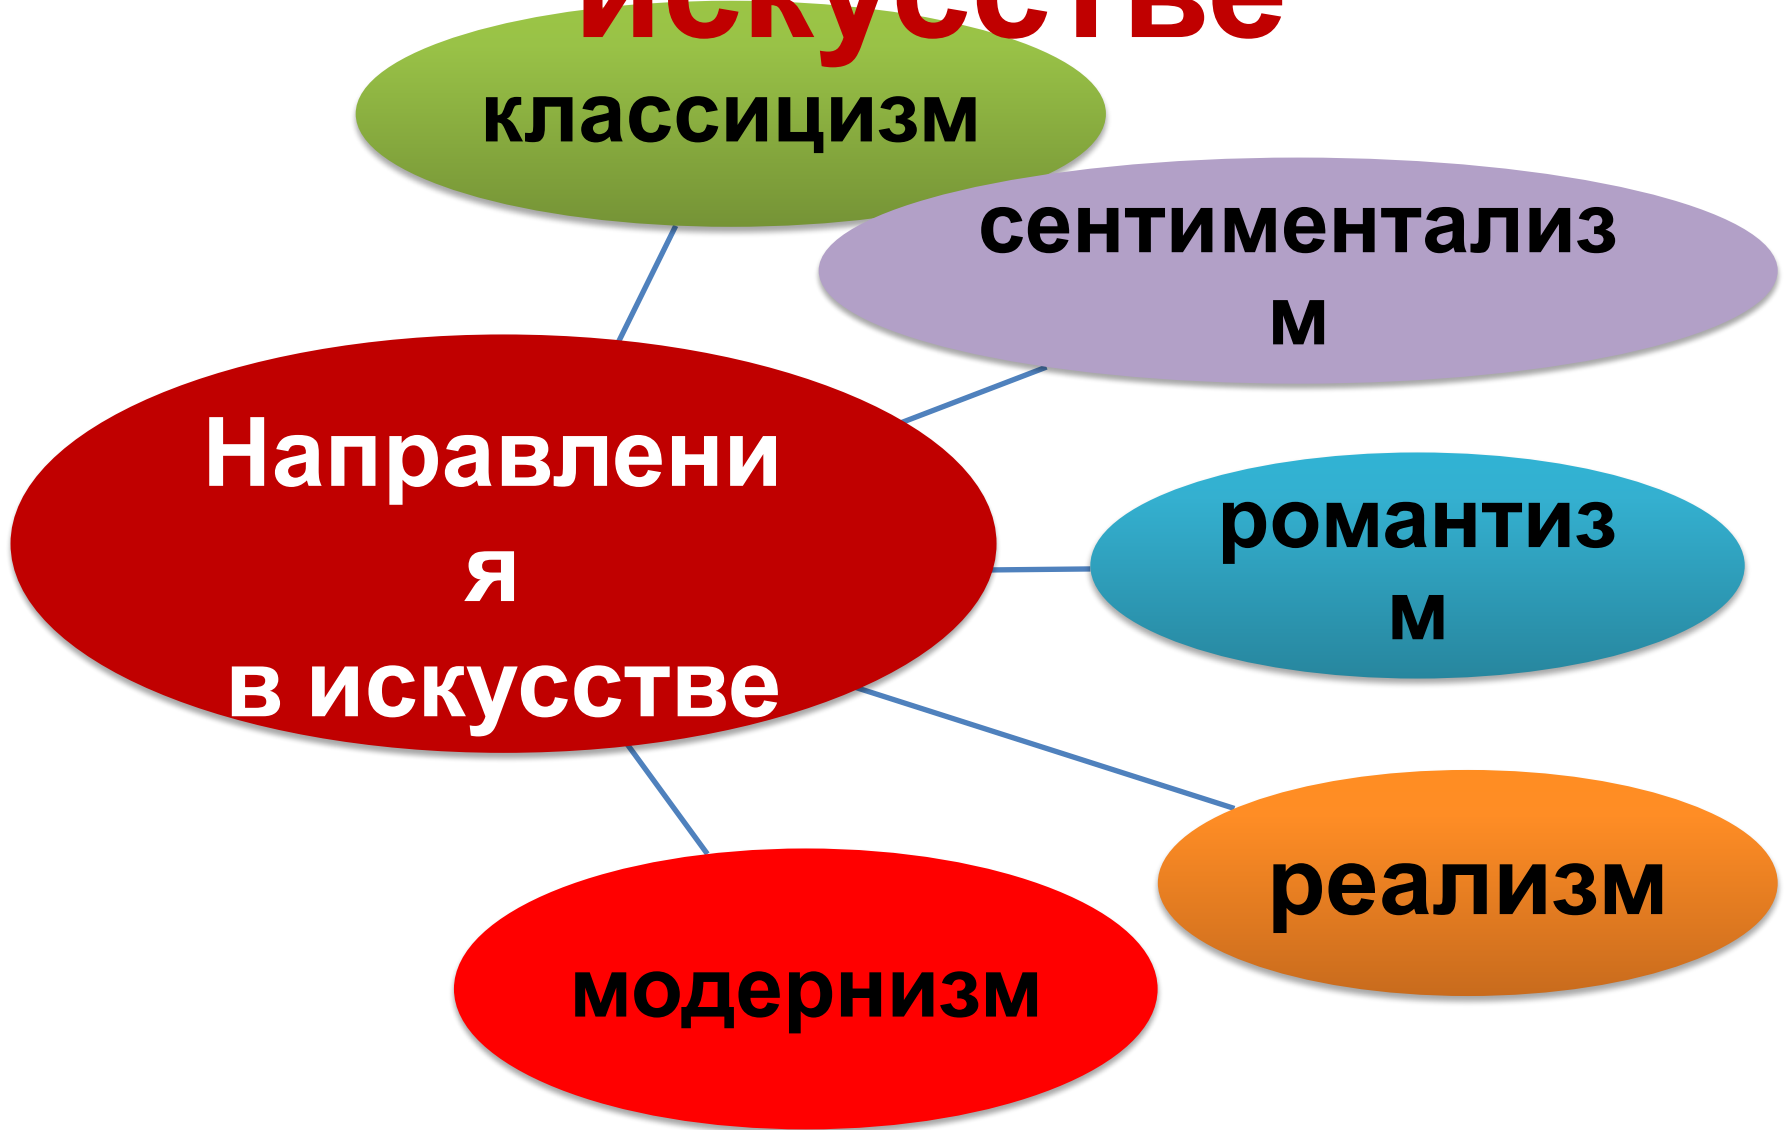 искусстве
классицизм
сентиментализ
м
Направлени
я
в искусстве
романтиз
м
реализм
модернизм